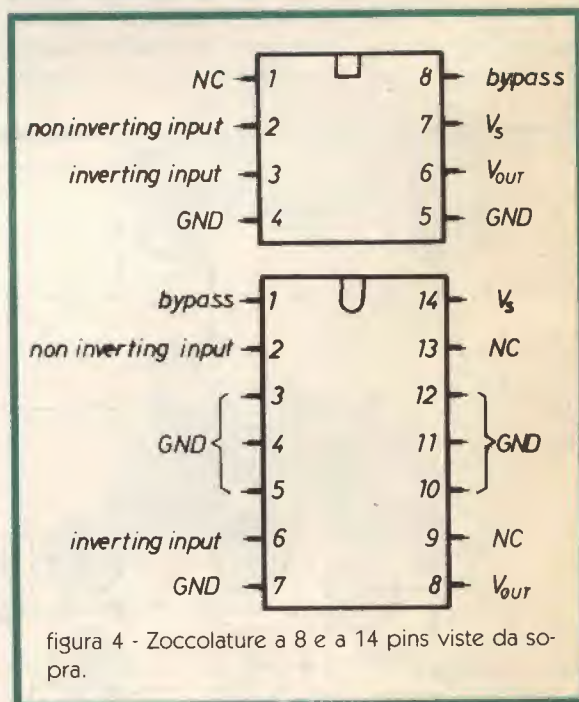 NC 1 8 bypass
non inverting input 2 7 Vs
inverting input 3 6 VOUT
GND 4 5 GND
bypass 1 14 Vs
non inverting input 2 13 NC
3 12
GND 4 11 GND
5 10
inverting input 6 9 NC
GND 7 8 VOUT
figura 4 - Zoccolature a 8 e a 14 pins viste da so-
pra.